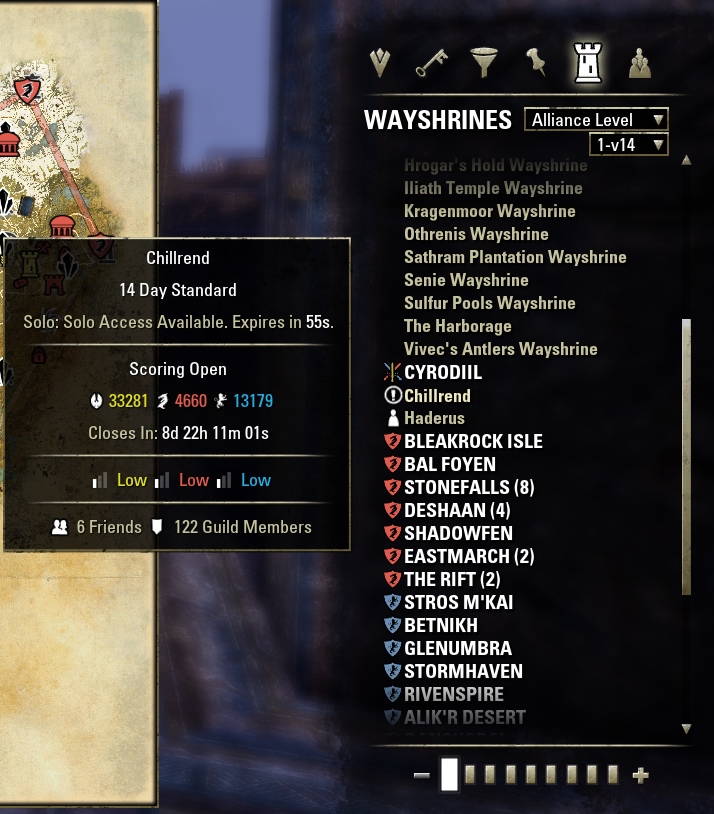 WAYSHRINES
Alliance Level
1-v14
Hrogar's Hold Wayshrine
Iliath Temple Wayshrine
Kragenmoor Wayshrine
Othrenis Wayshrine
Sathram Plantation Wayshrine
Senie Wayshrine
Sulfur Pools Wayshrine
The Harborage
Vivec's Antlers Wayshrine
CYRODIIL
Chillrend
Haderus
BLEAKROCK ISLE
BAL FOYEN
STONEFALLS (8)
DESHAAN (4)
SHADOWFEN
EASTMARCH (2)
THE RIFT (2)
STROS M'KAI
BETNIKH
GLENUMBRA
STORMHAVEN
RIVENSPIRE
ALIK'R DESERT
Chillrend
14 Day Standard
Solo: Solo Access Available. Expires in 55s.
Scoring Open
33281 4660 13179
Closes In: 8d 22h 11m 01s
Low Low Low
6 Friends 122 Guild Members